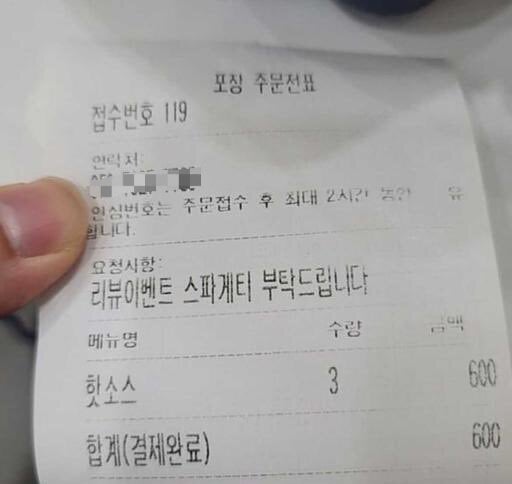 포장 주문전표
접수번호 119
연락처:
안심번호는 주문접수 후 최대 2시간 동안 유
합니다.
요청사항:
리뷰이벤트 스파게티 부탁드립니다
메뉴명 수량 금액
핫소스 3 600
합계(결제완료) 600